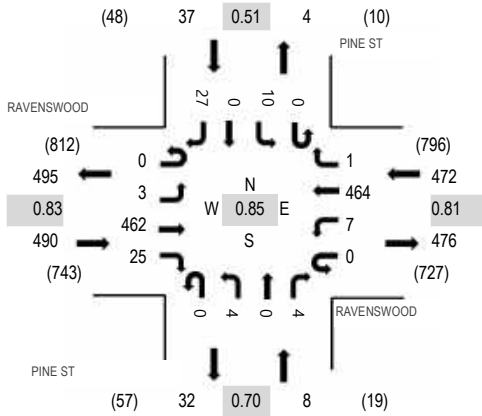 (48) 37 0.51 4 (10)
PINE ST
27 0 10 0
RAVENSWOOD
(812) (796)
0 1
495 472
3 N 464
0.83 W 0.85 E 0.81
462 7
490 S 476
25 0
(743) (727)
0 4 0 4
RAVENSWOOD
PINE ST
(57) 32 0.70 8 (19)